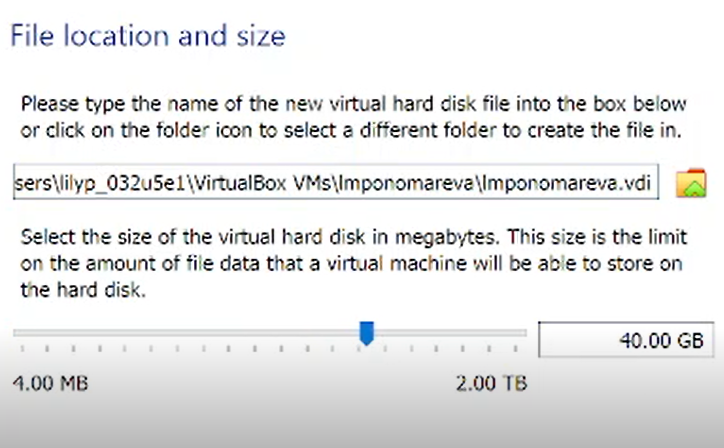 File location and size
Please type the name of the new virtual hard disk file into the box below
or click on the folder icon to select a different folder to create the file in.
sers\lilyp_032u5e1\VirtualBox VMs\lmponomareva\lmponomareva.vdi
Select the size of the virtual hard disk in megabytes. This size is the limit
on the amount of file data that a virtual machine will be able to store on
the hard disk.
40.00 GB
4.00 MB 2.00 TB